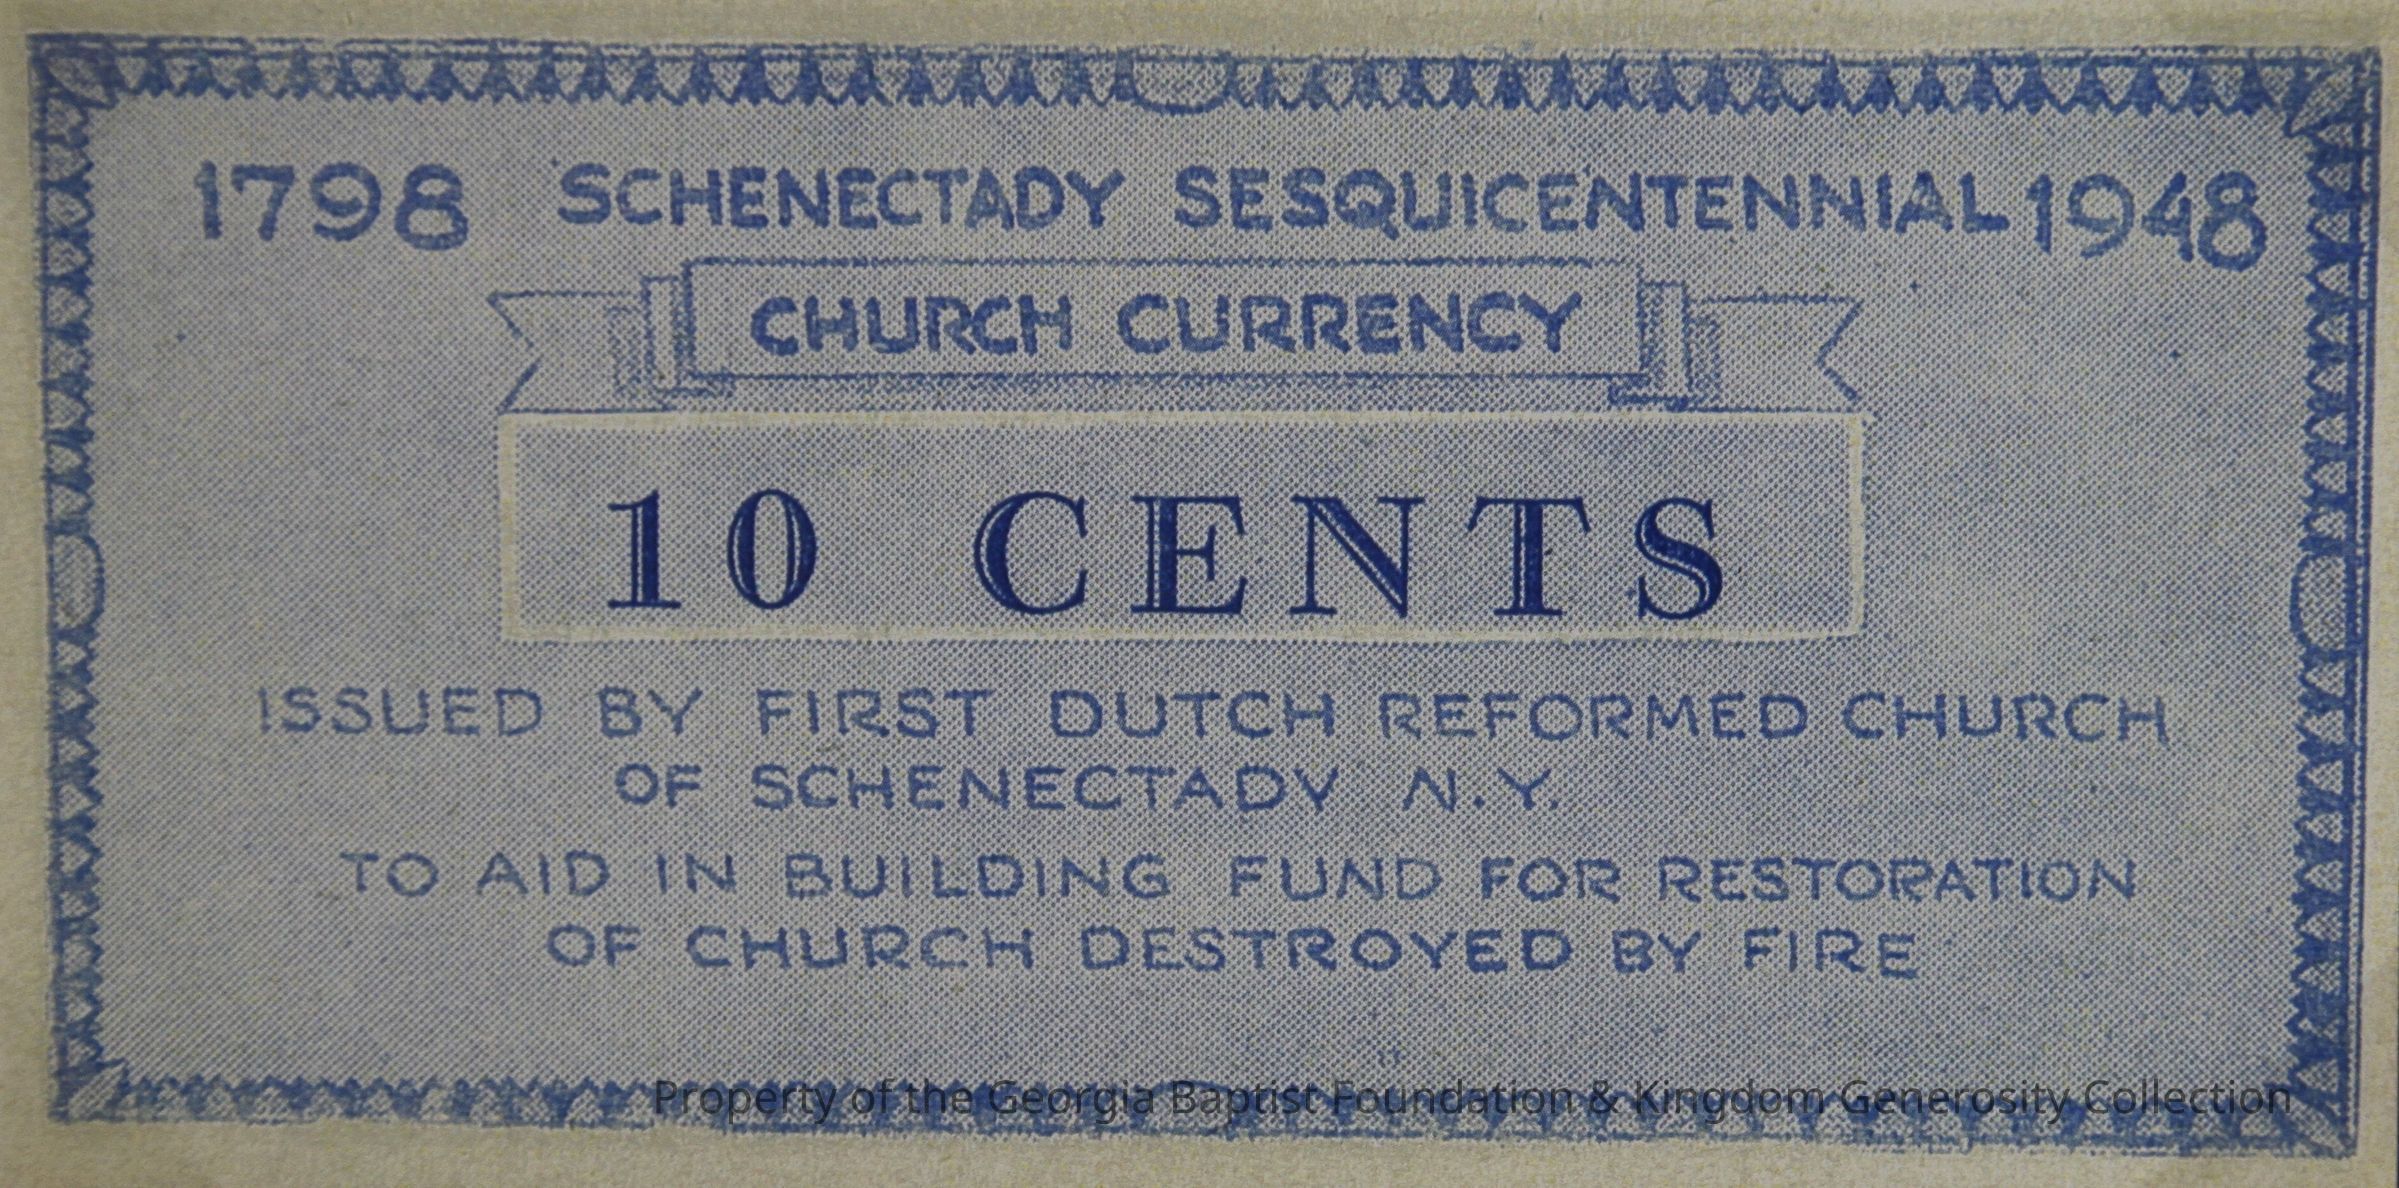 1798 SCHENECTADY SESQUICENTENNIAL 1948
CHURCH CURRENCY
10 CENTS
ISSUED BY FIRST DUTCH REFORMED CHURCH
OF SCHENECTADY N.Y.
TO AID IN BUILDING FUND FOR RESTORATION
OF CHURCH DESTROYED BY FIRE
Property of the Georgia Baptist Foundation & Kingdom Generosity Collection